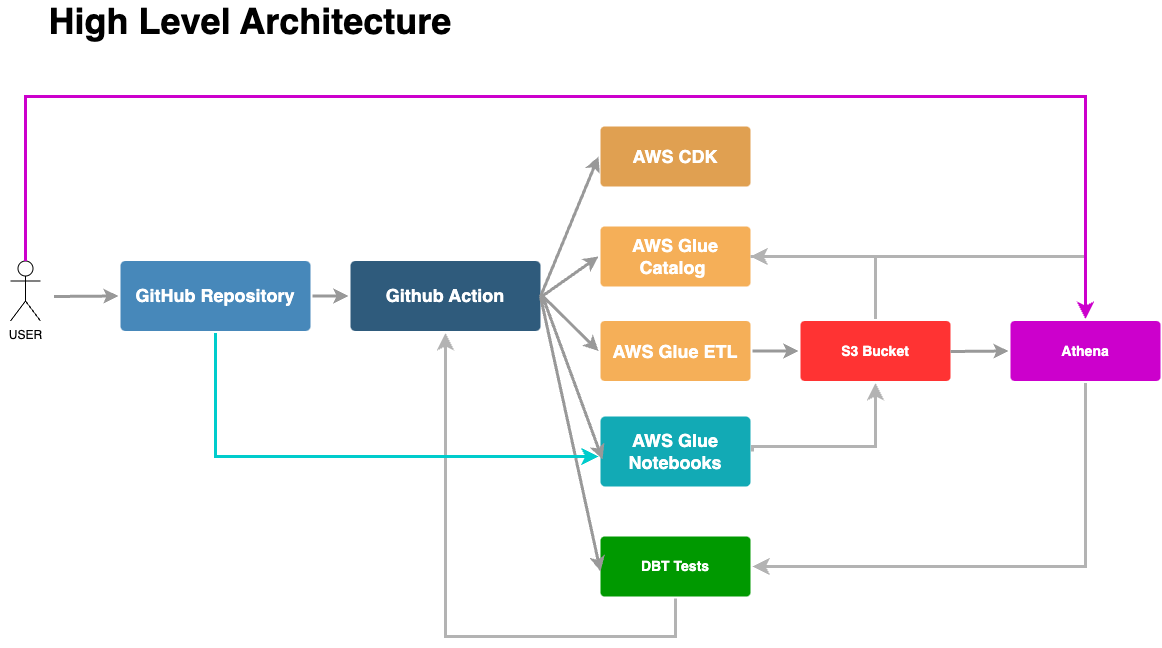 High Level Architecture
AWS CDK
AWS Glue
Catalog
USER
GitHub Repository
Github Action
AWS Glue ETL
S3 Bucket
Athena
AWS Glue
Notebooks
DBT Tests